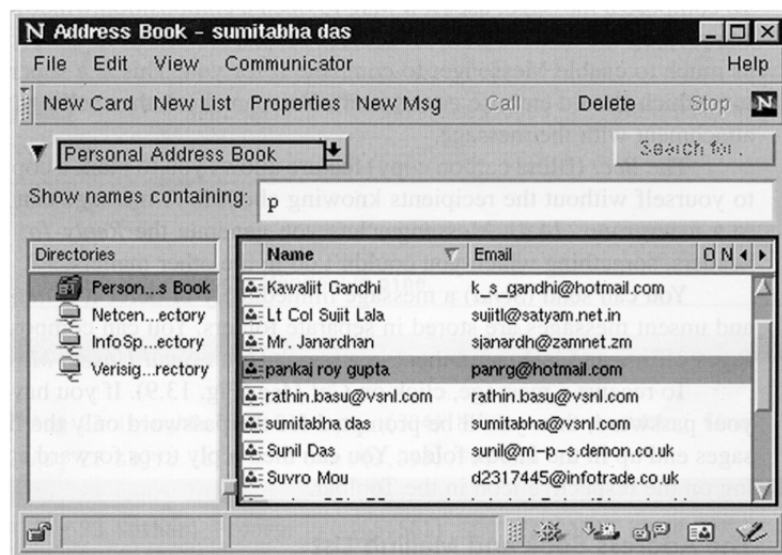 N Address Book - sumitabha das
File Edit View Communicator Help
New Card New List Properties New Msg Call Delete Stop N
Personal Address Book Search for...
Show names containing: p
Directories Name Email O N
Person...s Book Kawaljit Gandhi k_s_gandhi@hotmail.com
Netcen...ectory Lt Col Sujit Lala sujitl@satyam.net.in
InfoSp...rectory Mr. Janardhan sjanardh@zamnet.zm
Verisig...rectory pankaj roy gupta panrg@hotmail.com
rathin.basu@vsnl.com rathin.basu@vsnl.com
sumitabha das sumitabha@vsnl.com
Sunil Das sunil@m-p-s.demon.co.uk
Suvro Mou d2317445@infotrade.co.uk